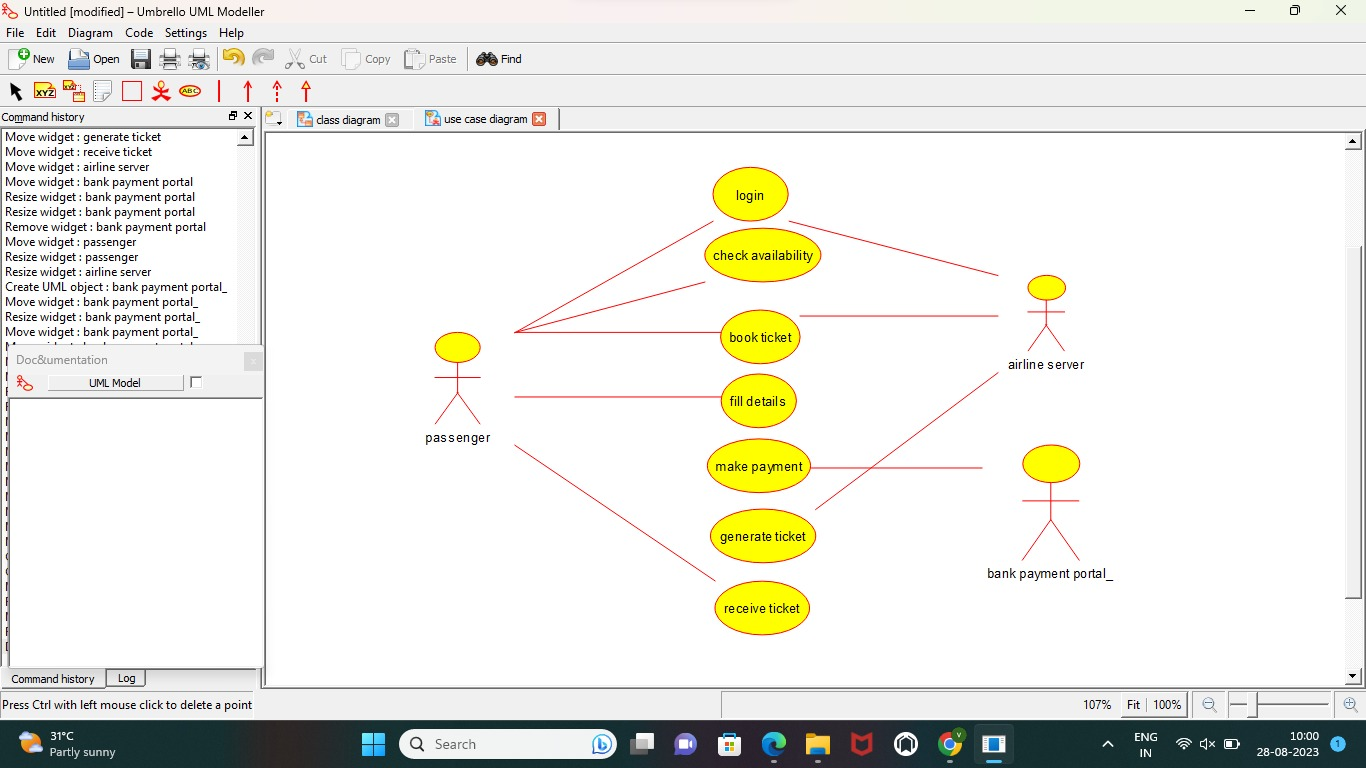 Untitled [modified] – Umbrello UML Modeller
File Edit Diagram Code Settings Help
New Open Cut Copy Paste Find
XYZ XYZ ABC
Command history
class diagram use case diagram
Move widget : generate ticket
Move widget : receive ticket
Move widget : airline server
Move widget : bank payment portal
Resize widget : bank payment portal
Resize widget : bank payment portal
Remove widget : bank payment portal
Move widget : passenger
Resize widget : passenger
Resize widget : airline server
Create UML object : bank payment portal_
Move widget : bank payment portal_
Resize widget : bank payment portal_
Move widget : bank payment portal_
Doc&umentation
UML Model
Command history Log
login
check availability
book ticket
fill details
make payment
generate ticket
receive ticket
passenger
airline server
bank payment portal_
Press Ctrl with left mouse click to delete a point
107% Fit 100%
31°C
Partly sunny
Search
V
ENG
IN
10:00
28-08-2023
1